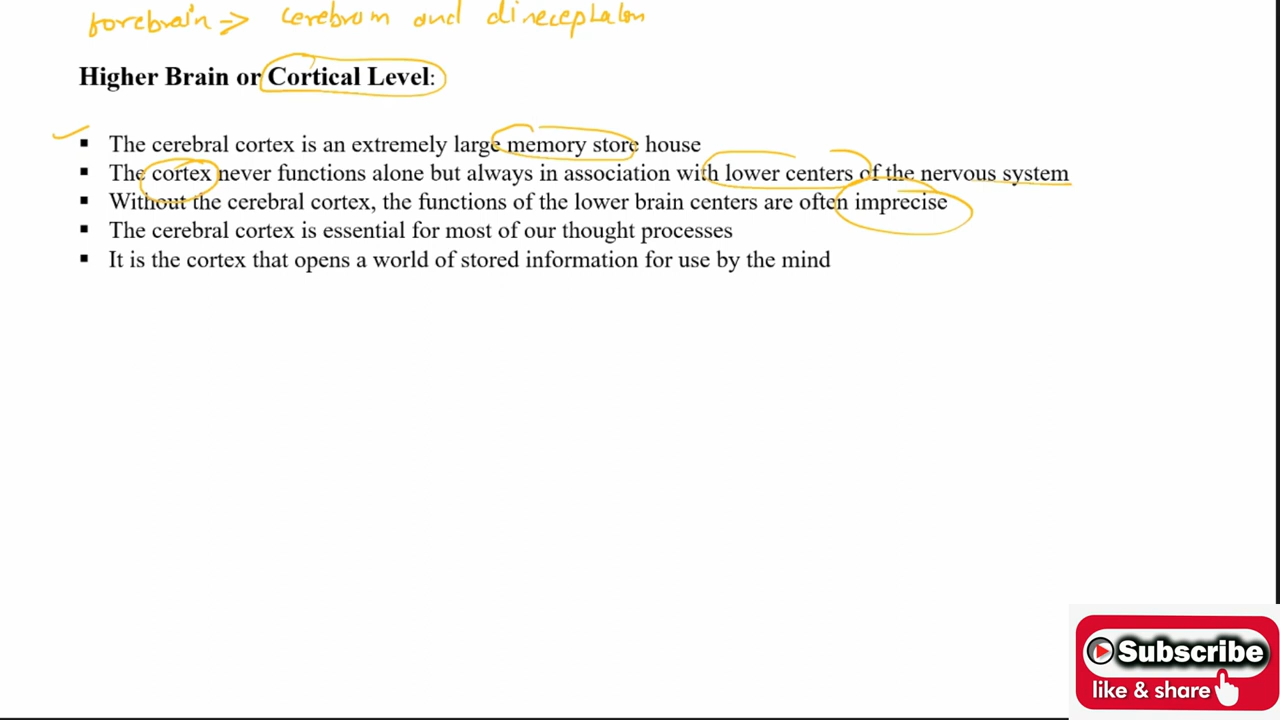 forebrain => cerebrum and dinecephalon
Higher Brain or Cortical Level:
▪ The cerebral cortex is an extremely large memory store house
▪ The cortex never functions alone but always in association with lower centers of the nervous system
▪ Without the cerebral cortex, the functions of the lower brain centers are often imprecise
▪ The cerebral cortex is essential for most of our thought processes
▪ It is the cortex that opens a world of stored information for use by the mind
Subscribe
like & share